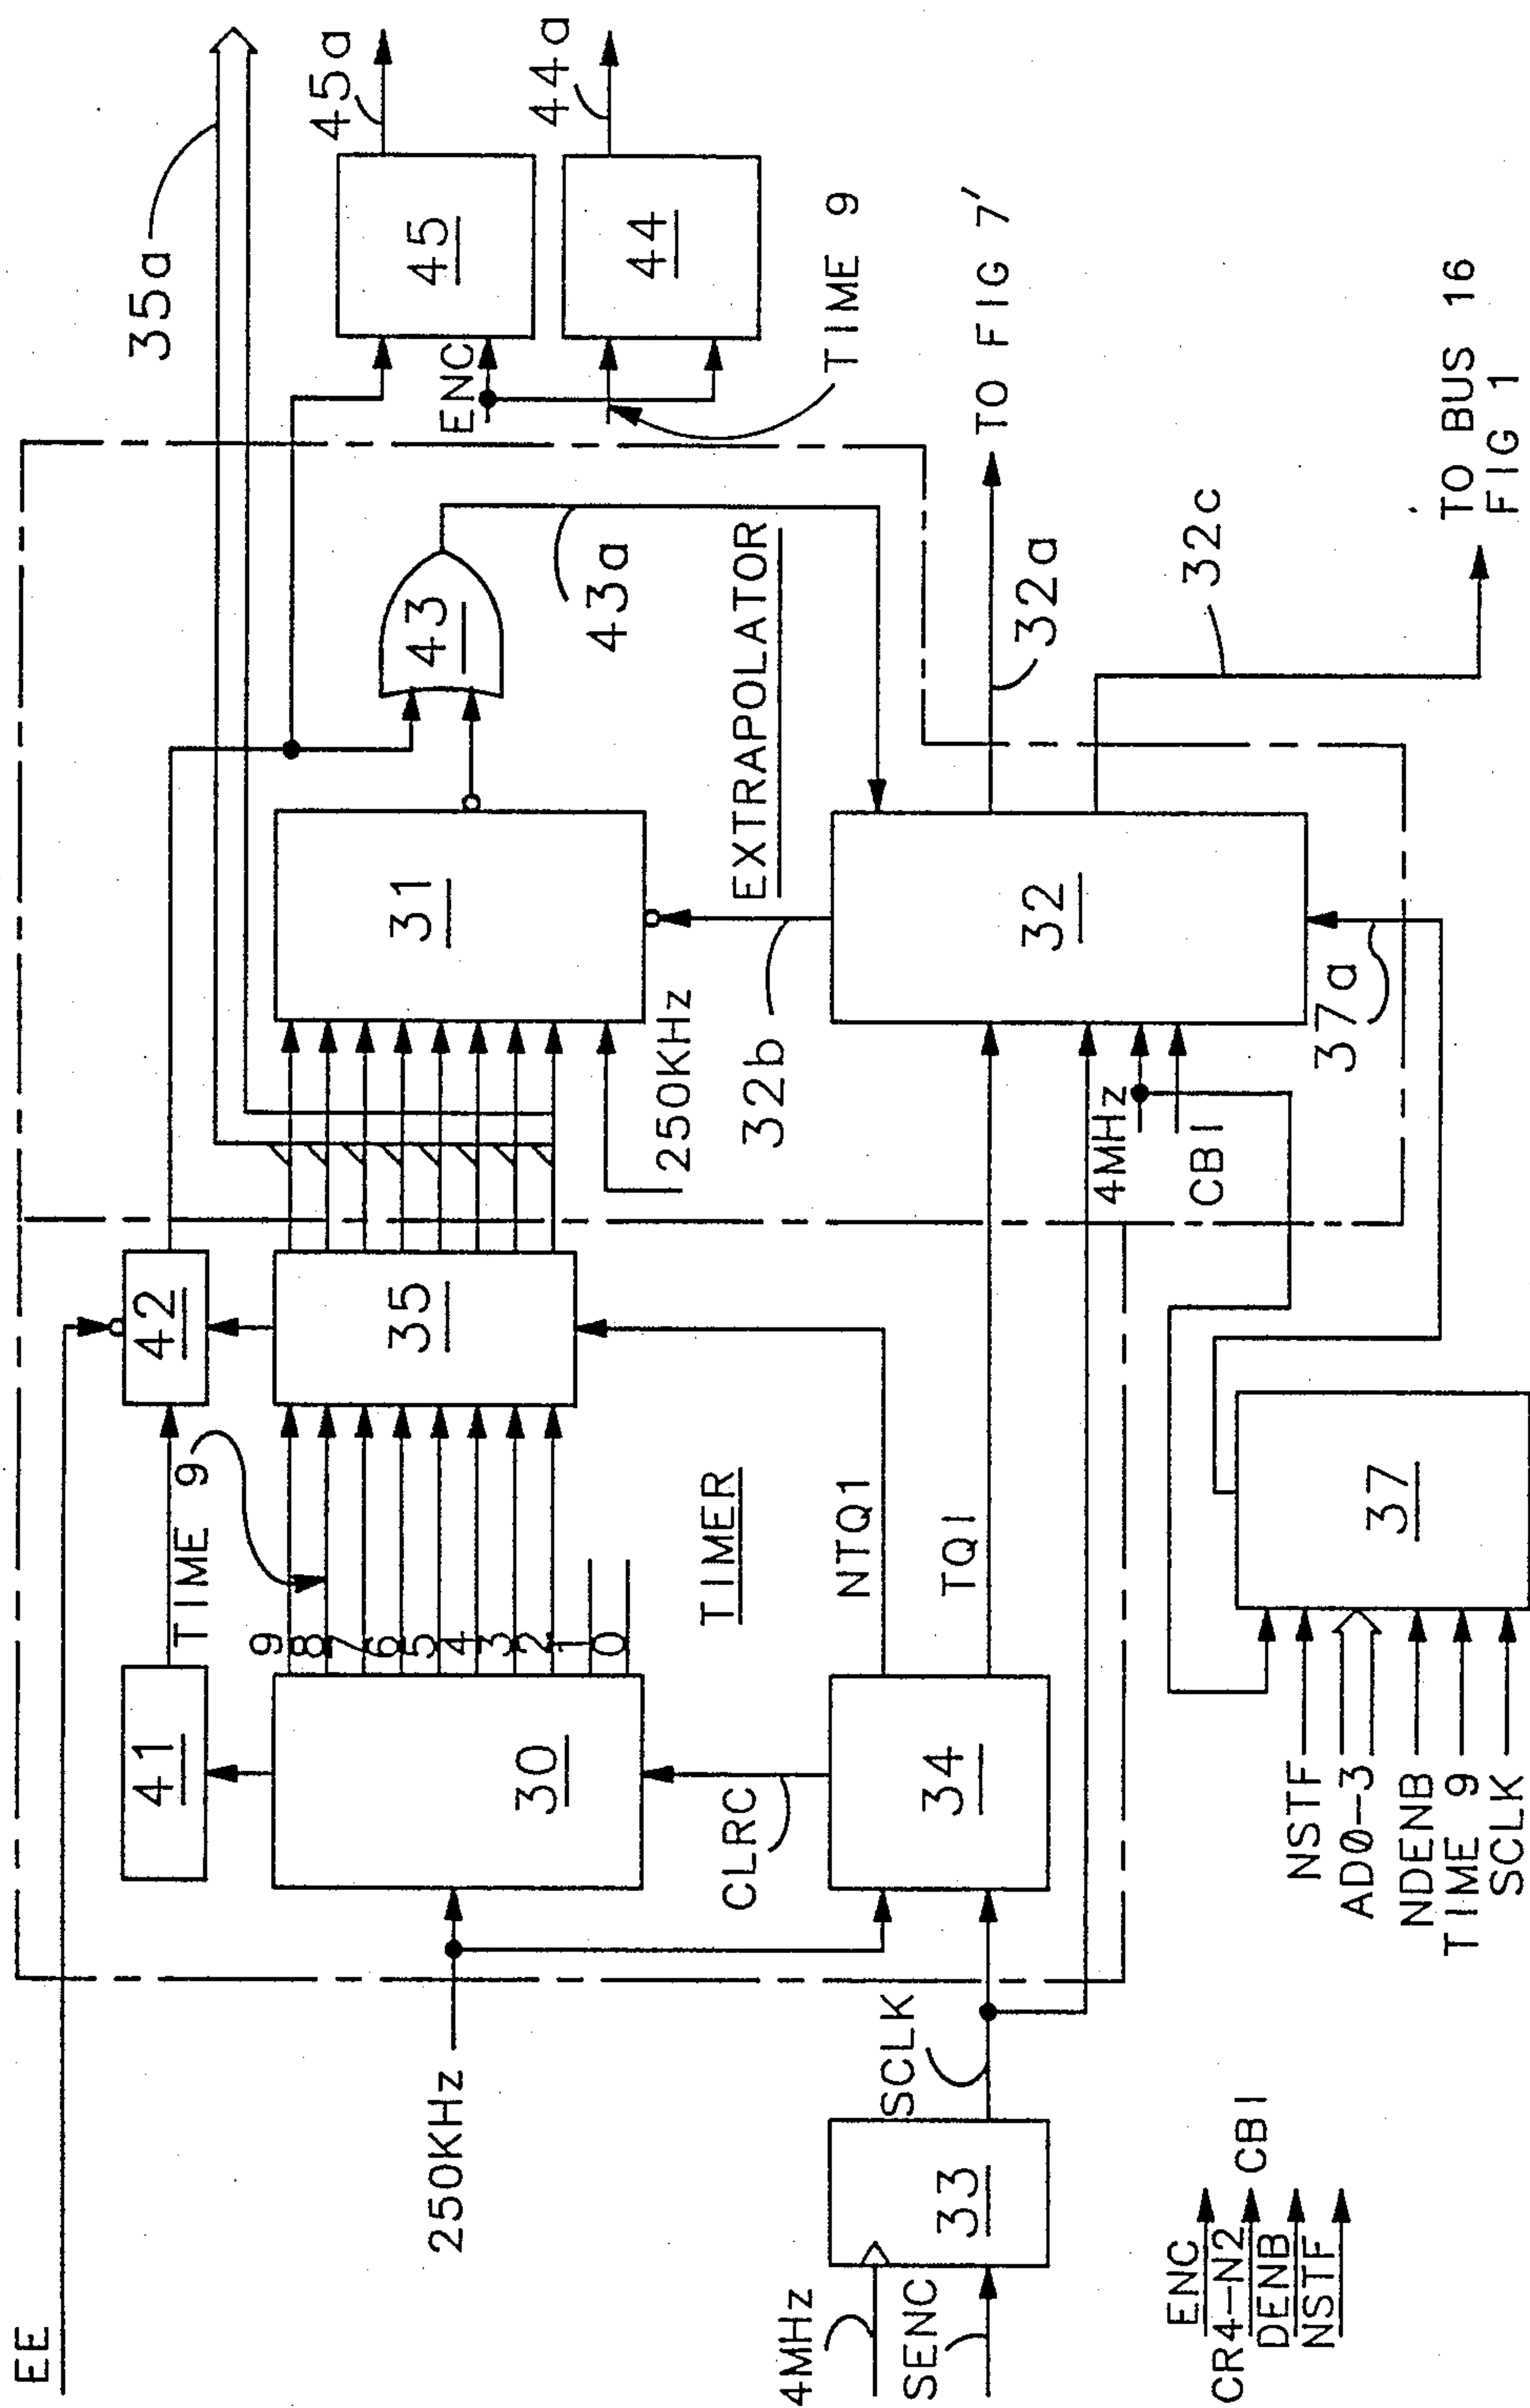 EE
41
TIME 9
42
35a
45
45a
ENC
44
44a
TIME 9
250KHz
30
9
8
7
6
5
4
3
2
1
0
35
31
43
43a
TIMER
EXTRAPOLATOR
CLRC
NTQ1
TQ1
250KHz
32b
4MHz
SENC
33
SCLK
34
32
32a
TO FIG 7'
4MHz
CB1
37a
32c
TO BUS 16
FIG 1
37
NSTF
AD0-3
NDENB
TIME 9
SCLK
ENC
CR4-N2
CB1
DENB
NSTF